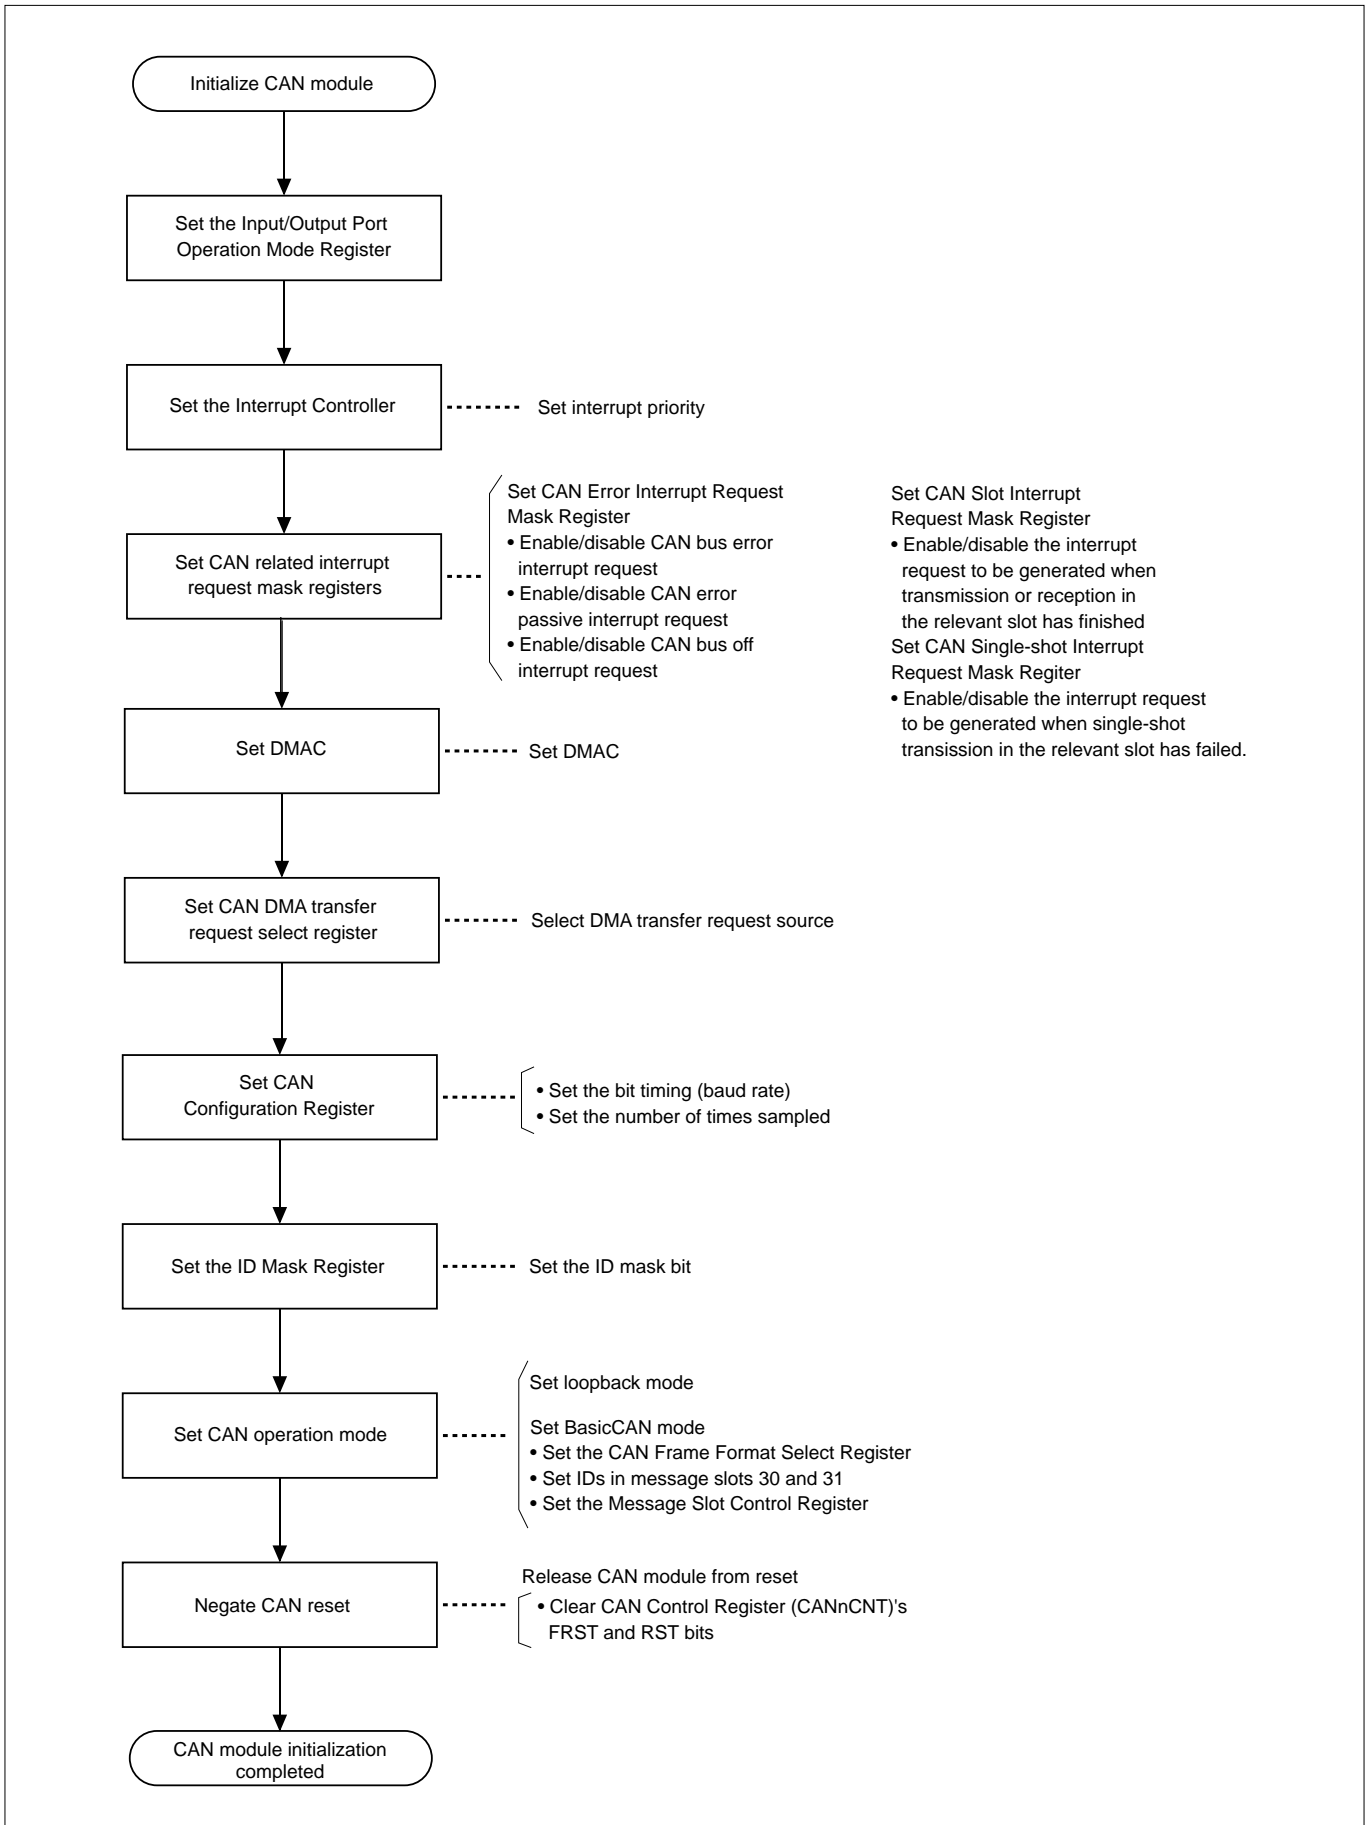 Initialize CAN module
Set the Input/Output Port
Operation Mode Register
Set the Interrupt Controller
Set interrupt priority
Set CAN related interrupt
request mask registers
Set CAN Error Interrupt Request
Mask Register
• Enable/disable CAN bus error
interrupt request
• Enable/disable CAN error
passive interrupt request
• Enable/disable CAN bus off
interrupt request
Set CAN Slot Interrupt
Request Mask Register
• Enable/disable the interrupt
request to be generated when
transmission or reception in
the relevant slot has finished
Set CAN Single-shot Interrupt
Request Mask Regiter
• Enable/disable the interrupt request
to be generated when single-shot
transission in the relevant slot has failed.
Set DMAC
Set DMAC
Set CAN DMA transfer
request select register
Select DMA transfer request source
Set CAN
Configuration Register
• Set the bit timing (baud rate)
• Set the number of times sampled
Set the ID Mask Register
Set the ID mask bit
Set CAN operation mode
Set loopback mode
Set BasicCAN mode
• Set the CAN Frame Format Select Register
• Set IDs in message slots 30 and 31
• Set the Message Slot Control Register
Negate CAN reset
Release CAN module from reset
• Clear CAN Control Register (CANnCNT)'s
FRST and RST bits
CAN module initialization
completed